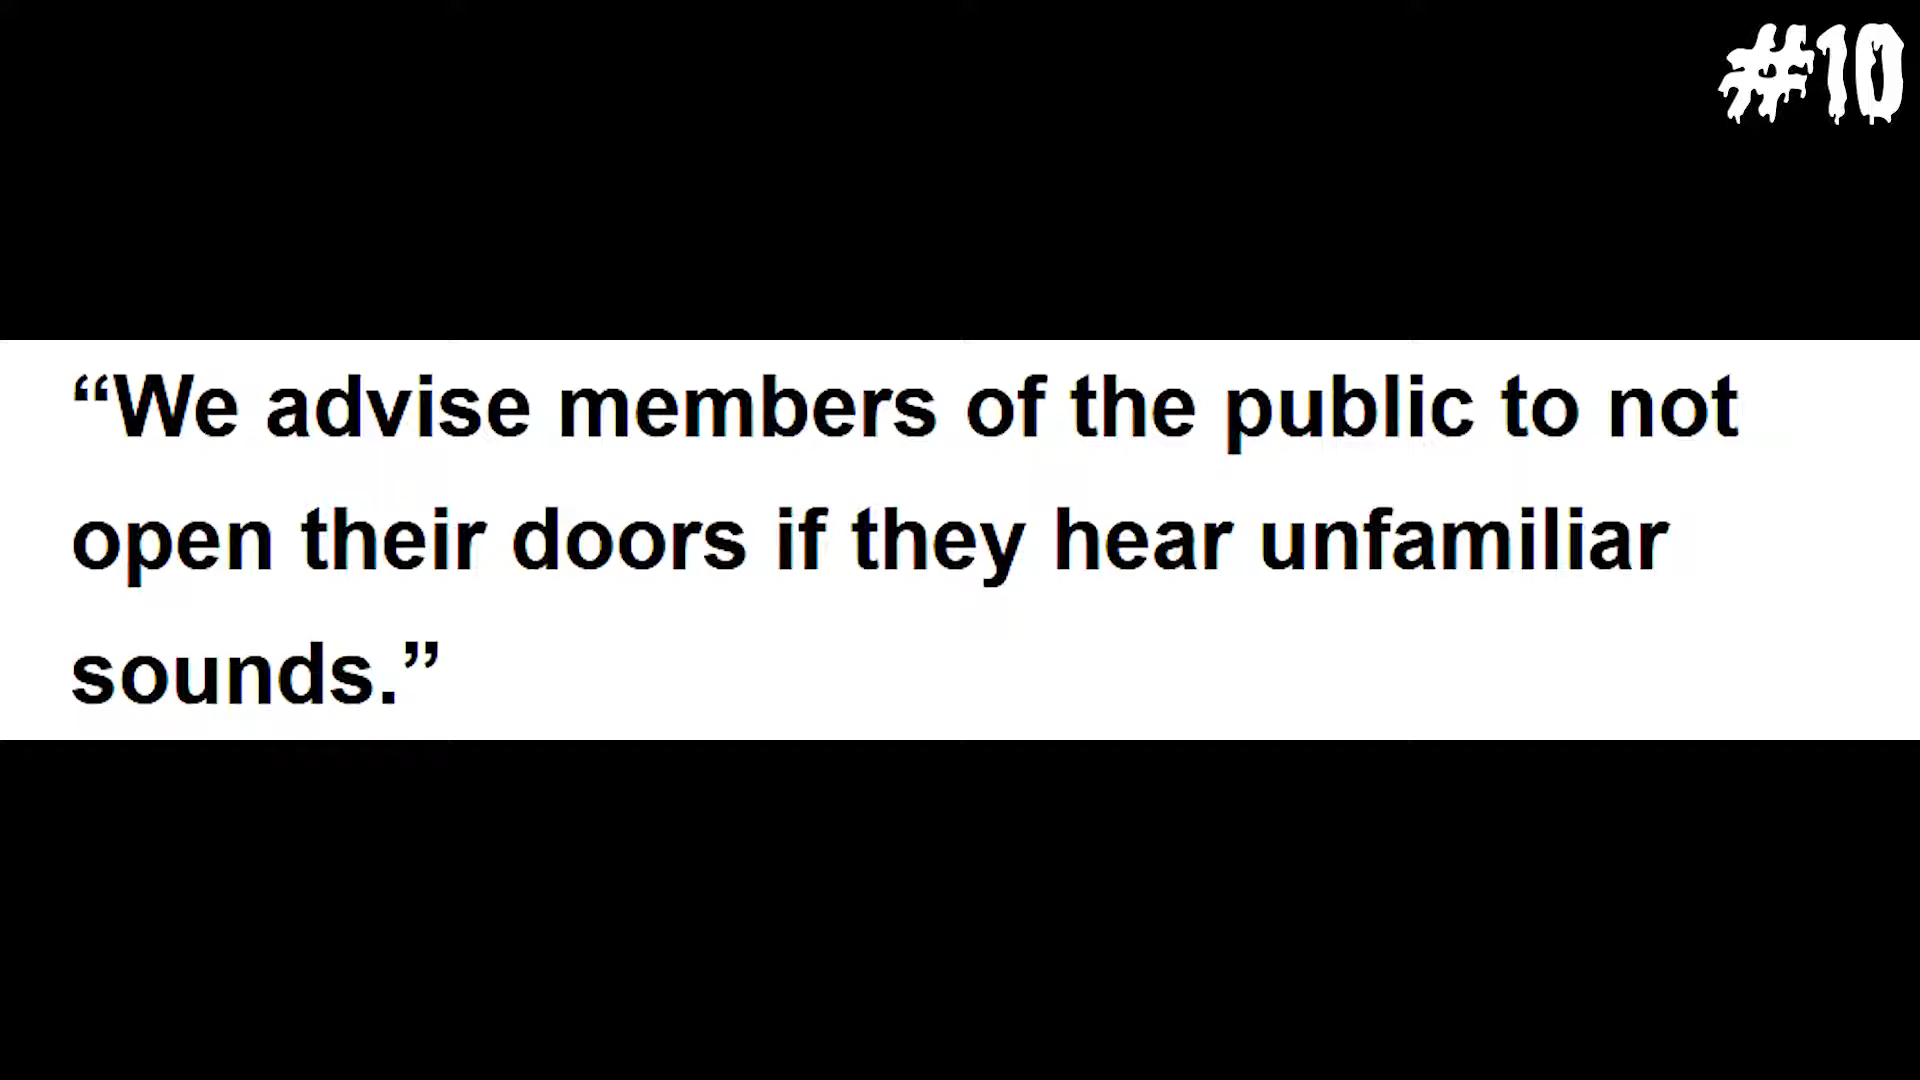 #10
“We advise members of the public to not
open their doors if they hear unfamiliar
sounds.”